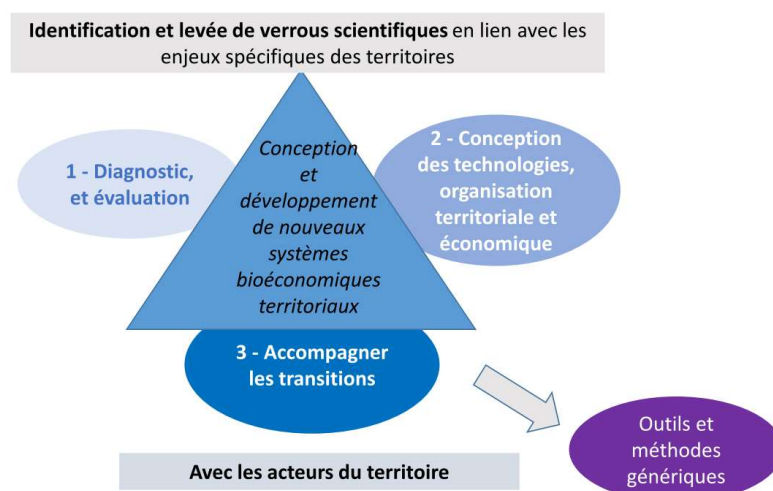 Identification et levée de verrous scientifiques en lien avec les
enjeux spécifiques des territoires
1 - Diagnostic,
et évaluation
Conception
et
développement
de nouveaux
systèmes
bioéconomiques
territoriaux
2 - Conception
des technologies,
organisation
territoriale et
économique
3 - Accompagner
les transitions
Avec les acteurs du territoire
Outils et
méthodes
génériques